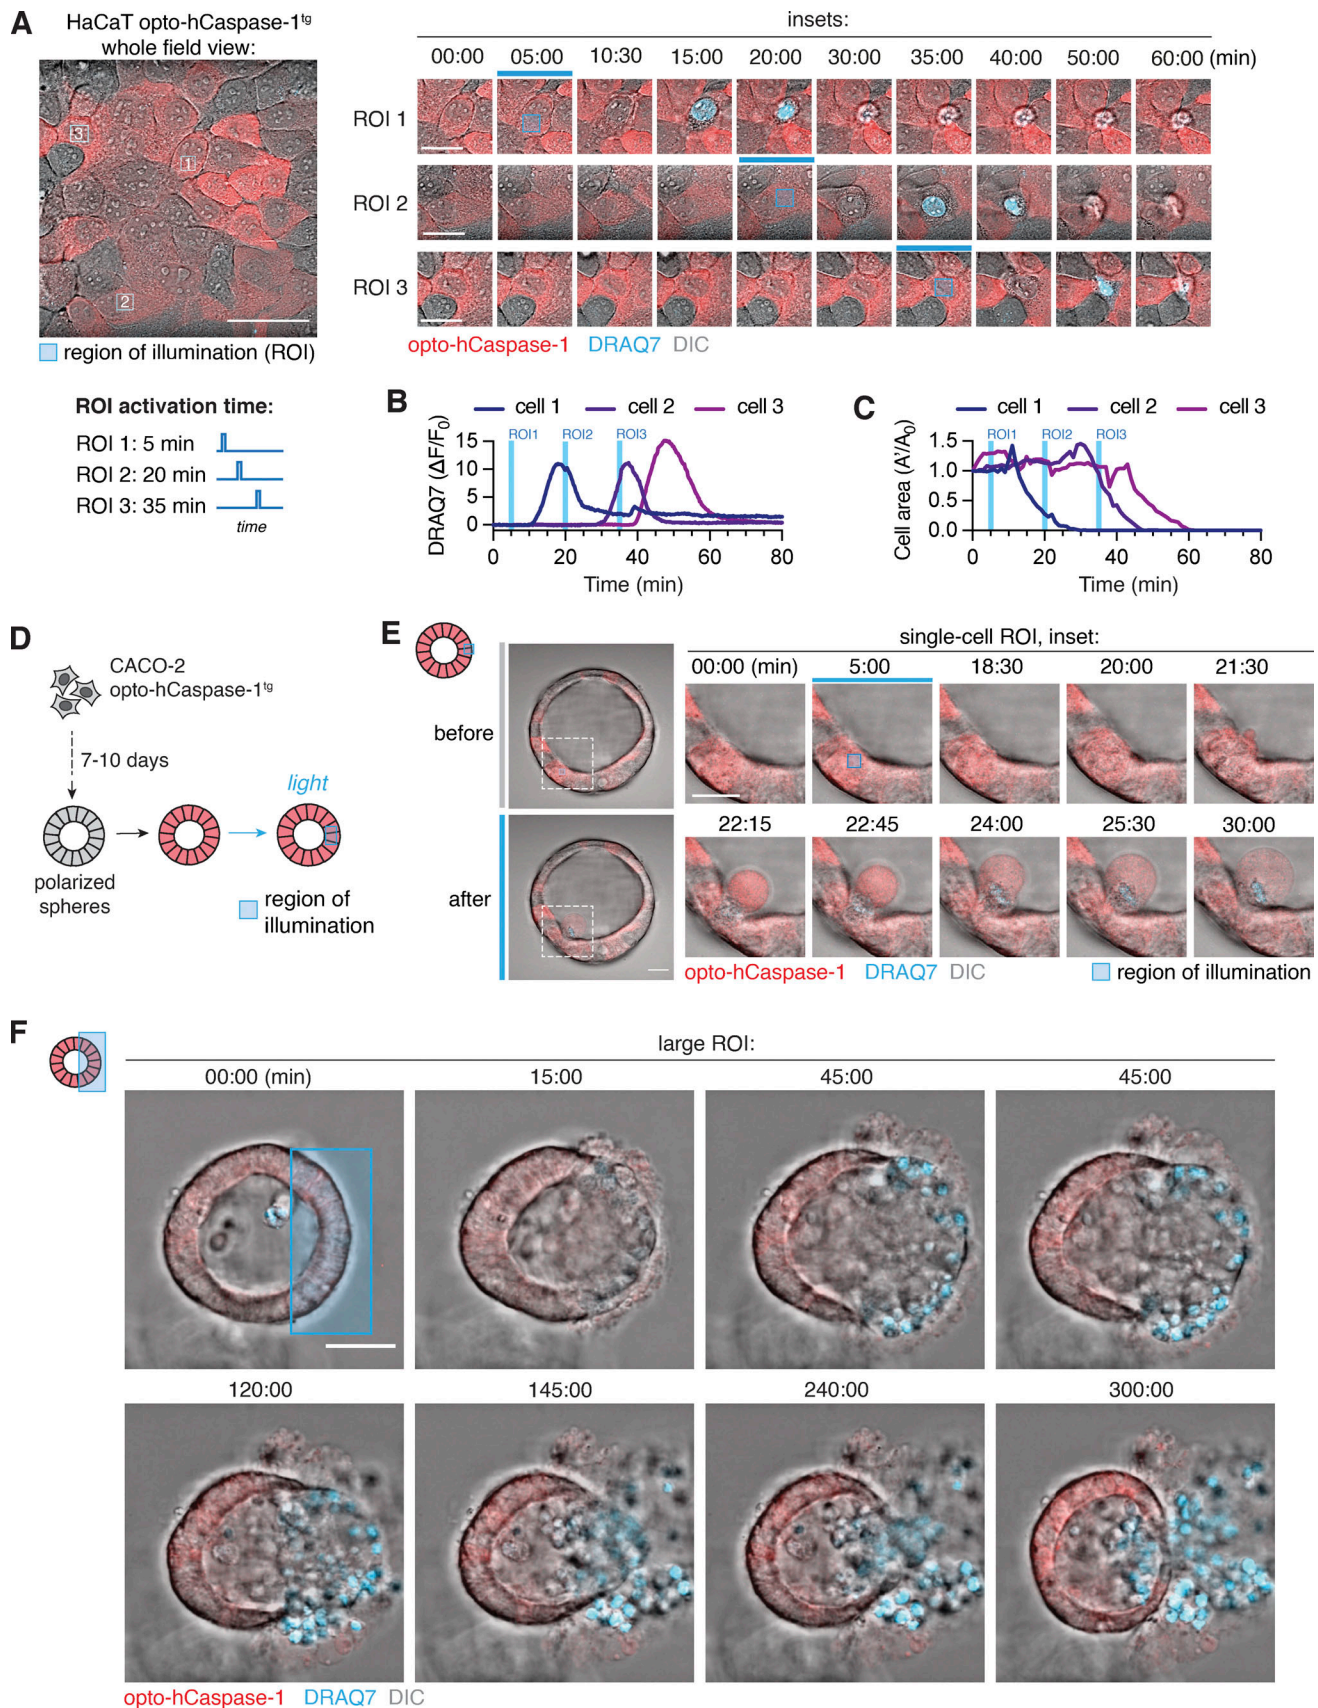 A
HaCaT opto-hCaspase-1tg
whole field view:
3
1
2
region of illumination (ROI)
insets:
00:00 05:00 10:30 15:00 20:00 30:00 35:00 40:00 50:00 60:00 (min)
ROI 1
ROI 2
ROI 3
opto-hCaspase-1 DRAQ7 DIC
ROI activation time:
ROI 1: 5 min
ROI 2: 20 min
ROI 3: 35 min
time
B
cell 1 cell 2 cell 3
ROI1 ROI2 ROI3
DRAQ7 (ΔF/F0)
15
10
5
0
0 20 40 60 80
Time (min)
C
cell 1 cell 2 cell 3
ROI1 ROI2 ROI3
Cell area (A'/A0)
1.5
1.0
0.5
0.0
0 20 40 60 80
Time (min)
D
CACO-2
opto-hCaspase-1tg
7-10 days
light
polarized
spheres
region of
illumination
E
single-cell ROI, inset:
before
00:00 (min) 5:00 18:30 20:00 21:30
after
22:15 22:45 24:00 25:30 30:00
opto-hCaspase-1 DRAQ7 DIC
region of illumination
F
large ROI:
00:00 (min) 15:00 45:00 45:00
120:00 145:00 240:00 300:00
opto-hCaspase-1 DRAQ7 DIC